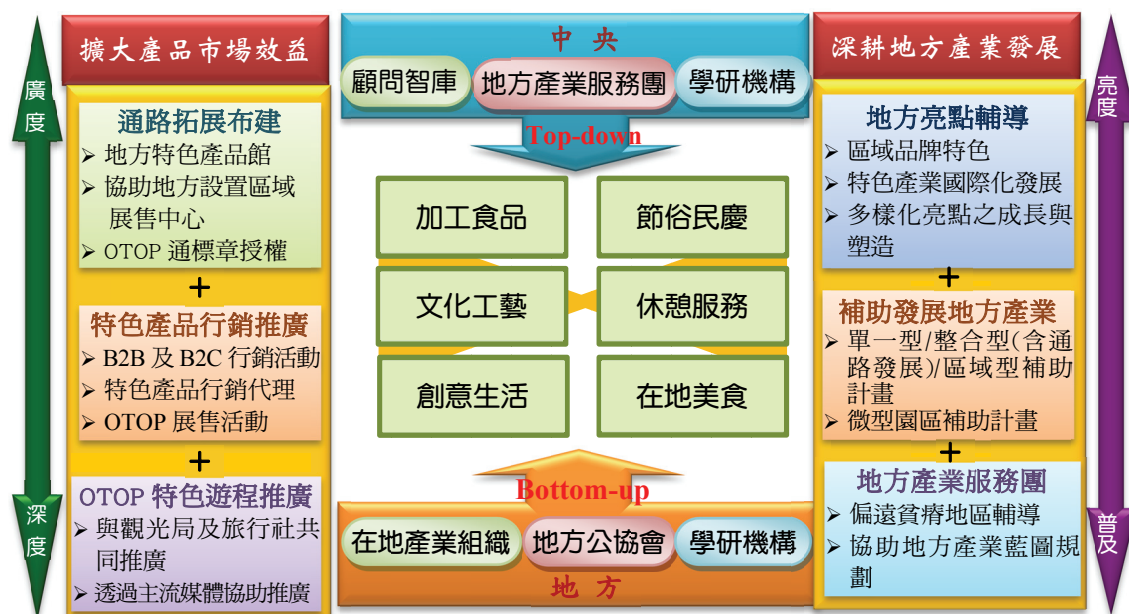 擴大產品市場效益
廣度
深度
通路拓展布建
➢ 地方特色產品館
➢ 協助地方設置區域
展售中心
➢ OTOP 通標章授權
+
特色產品行銷推廣
➢ B2B 及 B2C 行銷活動
➢ 特色產品行銷代理
➢ OTOP 展售活動
+
OTOP 特色遊程推廣
➢ 與觀光局及旅行社共
同推廣
➢ 透過主流媒體協助推廣
中央
顧問智庫 地方產業服務團 學研機構
Top-down
加工食品 節俗民慶
文化工藝 休憩服務
創意生活 在地美食
Bottom-up
在地產業組織 地方公協會 學研機構
地方
深耕地方產業發展
地方亮點輔導
➢ 區域品牌特色
➢ 特色產業國際化發展
➢ 多樣化亮點之成長與
塑造
+
補助發展地方產業
➢ 單一型/整合型(含通
路發展)/區域型補助
計畫
➢ 微型園區補助計畫
+
地方產業服務團
➢ 偏遠貧瘠地區輔導
➢ 協助地方產業藍圖規
劃
亮度
普及